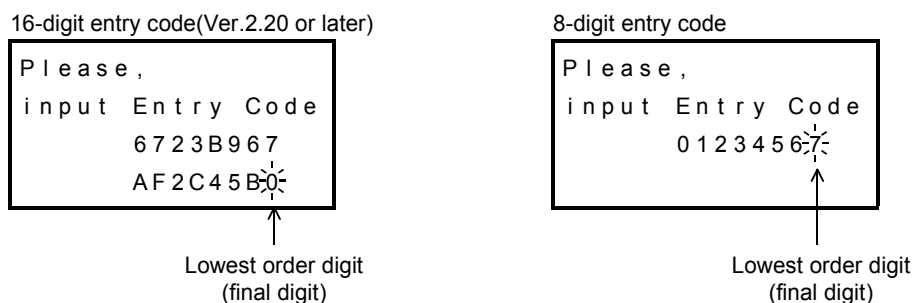 16-digit entry code(Ver.2.20 or later)
Please,
input Entry Code
6723B967
AF2C45B0
Lowest order digit
(final digit)
8-digit entry code
Please,
input Entry Code
01234567
Lowest order digit
(final digit)